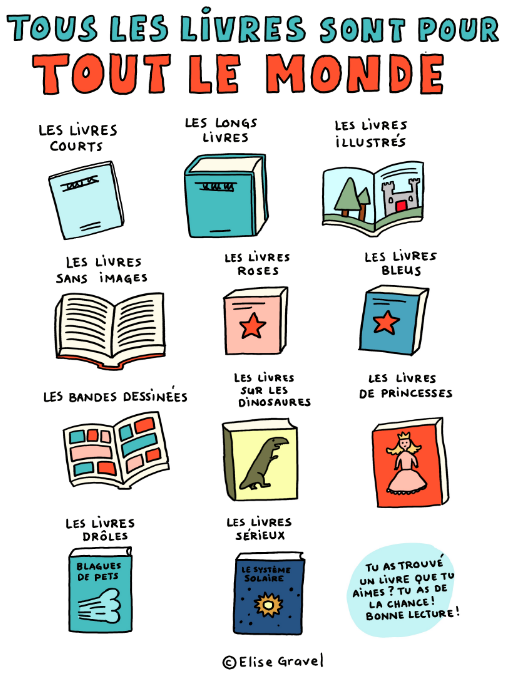 TOUS LES LIVRES SONT POUR
TOUT LE MONDE
LES LIVRES
COURTS
LES LONGS
LIVRES
LES LIVRES
ILLUSTRÉS
LES LIVRES
SANS IMAGES
LES LIVRES
ROSES
LES LIVRES
BLEUS
LES BANDES DESSINÉES
LES LIVRES
SUR LES
DINOSAURES
LES LIVRES
DE PRINCESSES
LES LIVRES
DRÔLES
BLAGUES
DE PETS
LES LIVRES
SÉRIEUX
LE SYSTÈME
SOLAIRE
TU AS TROUVÉ
UN LIVRE QUE TU
AIMES? TU AS DE
LA CHANCE!
BONNE LECTURE!
© Elise Gravel